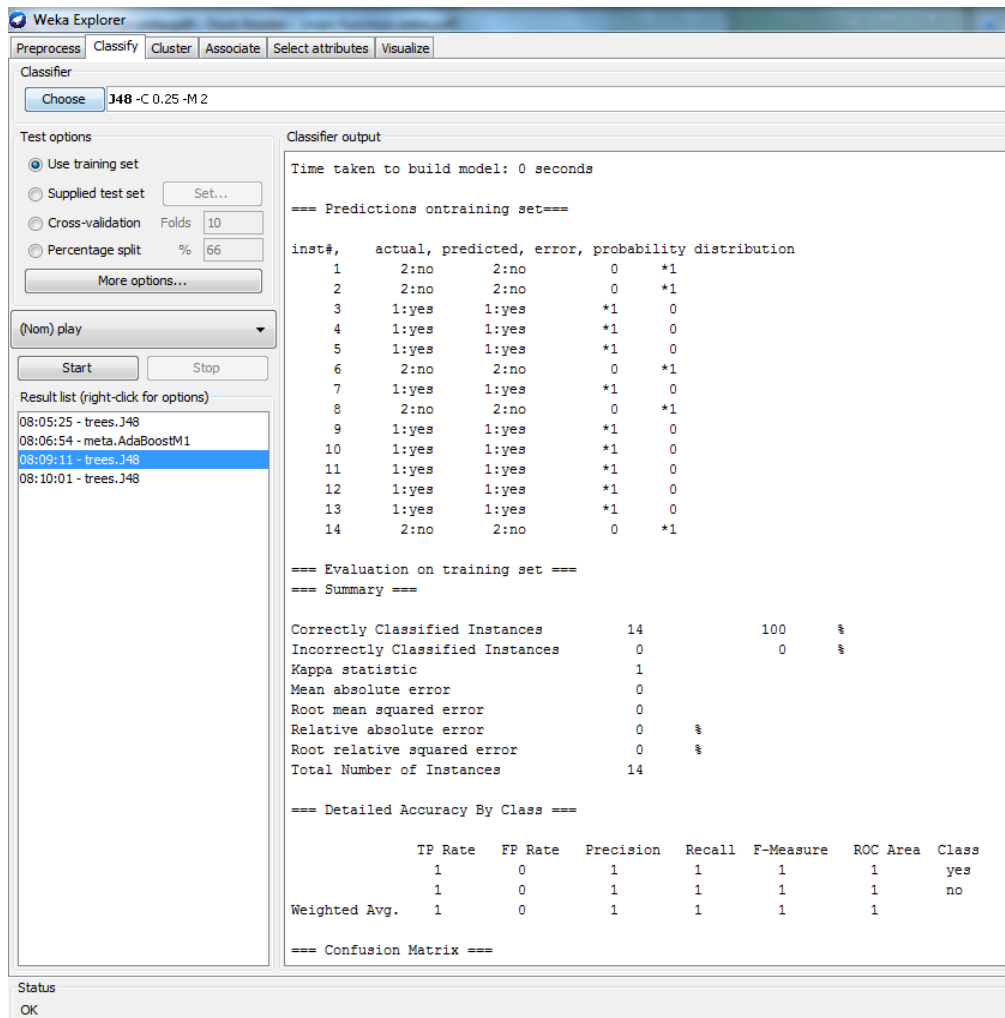 Weka Explorer
Preprocess Classify Cluster Associate Select attributes Visualize
Classifier
Choose J48 -C 0.25 -M 2
Test options
Use training set
Supplied test set Set...
Cross-validation Folds 10
Percentage split % 66
More options...
(Nom) play
Start Stop
Result list (right-click for options)
08:05:25 - trees.J48
08:06:54 - meta.AdaBoostM1
08:09:11 - trees.J48
08:10:01 - trees.J48
Classifier output
Time taken to build model: 0 seconds
=== Predictions ontraining set===
inst#, actual, predicted, error, probability distribution
1 2:no 2:no 0 *1
2 2:no 2:no 0 *1
3 1:yes 1:yes *1 0
4 1:yes 1:yes *1 0
5 1:yes 1:yes *1 0
6 2:no 2:no 0 *1
7 1:yes 1:yes *1 0
8 2:no 2:no 0 *1
9 1:yes 1:yes *1 0
10 1:yes 1:yes *1 0
11 1:yes 1:yes *1 0
12 1:yes 1:yes *1 0
13 1:yes 1:yes *1 0
14 2:no 2:no 0 *1
=== Evaluation on training set ===
=== Summary ===
Correctly Classified Instances 14 100 %
Incorrectly Classified Instances 0 0 %
Kappa statistic 1
Mean absolute error 0
Root mean squared error 0
Relative absolute error 0 %
Root relative squared error 0 %
Total Number of Instances 14
=== Detailed Accuracy By Class ===
TP Rate FP Rate Precision Recall F-Measure ROC Area Class
1 0 1 1 1 1 yes
1 0 1 1 1 1 no
Weighted Avg. 1 0 1 1 1 1
=== Confusion Matrix ===
Status
OK